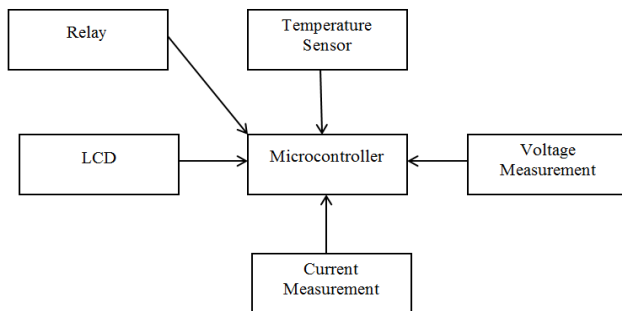 Relay
Temperature
Sensor
LCD
Microcontroller
Voltage
Measurement
Current
Measurement